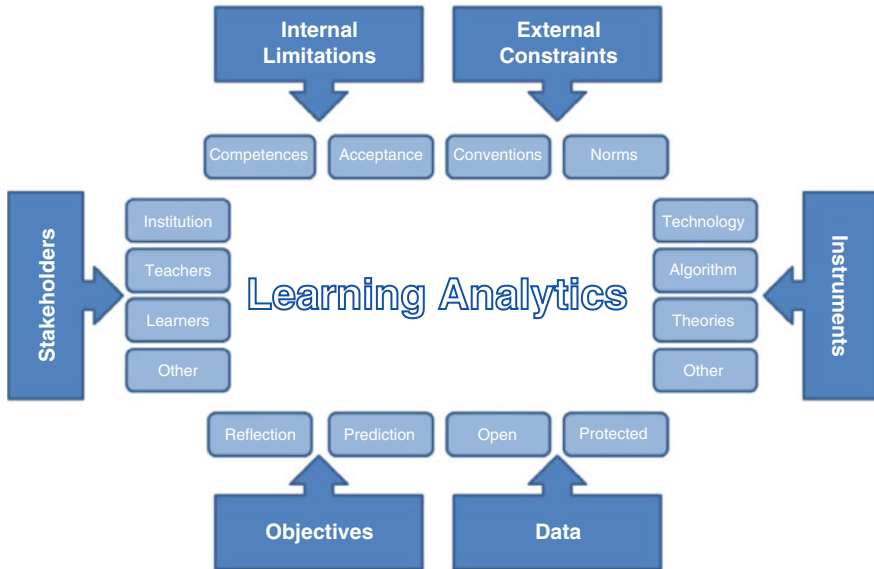 Internal
Limitations
External
Constraints
Competences
Acceptance
Conventions
Norms
Stakeholders
Institution
Teachers
Learners
Other
Learning Analytics
Technology
Algorithm
Theories
Other
Instruments
Reflection
Prediction
Open
Protected
Objectives
Data